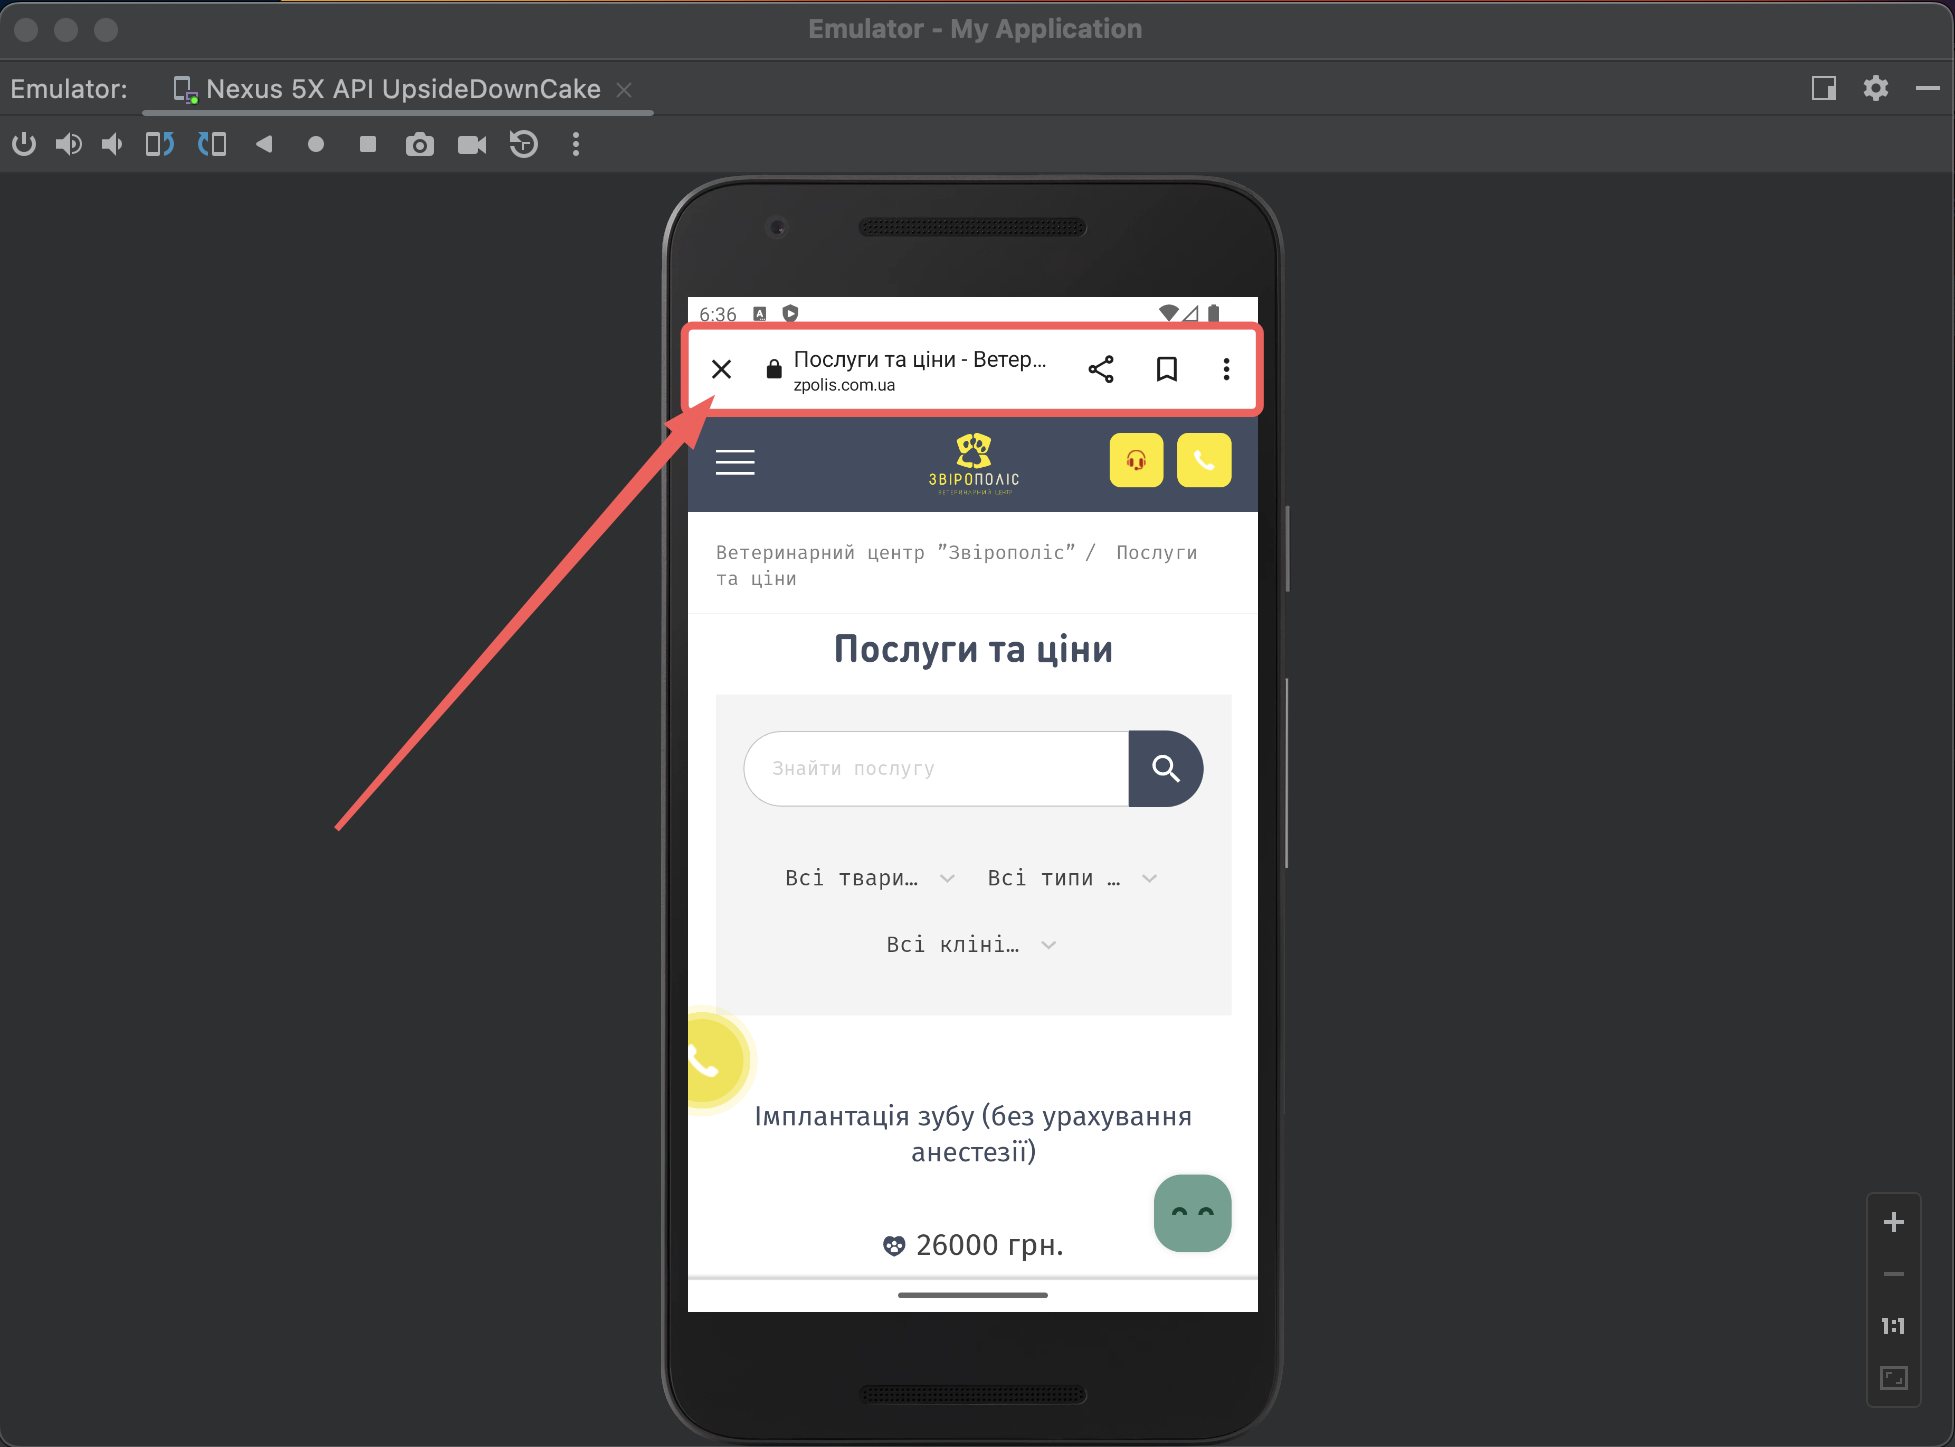 Emulator - My Application
Emulator:
Nexus 5X API UpsideDownCake
6:36
Послуги та ціни - Ветер...
zpolis.com.ua
ЗВІРОПОЛІС
ВЕТЕРИНАРНИЙ ЦЕНТР
Ветеринарний центр ”Звірополіс” / Послуги
та ціни
Послуги та ціни
Знайти послугу
Всі твари…
Всі типи …
Всі кліні…
Імплантація зубу (без урахування
анестезії)
26000 грн.
1:1